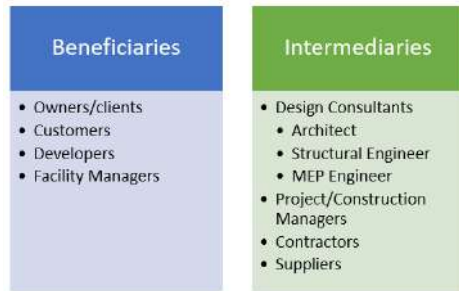 Beneficiaries
• Owners/clients
• Customers
• Developers
• Facility Managers
Intermediaries
• Design Consultants
• Architect
• Structural Engineer
• MEP Engineer
• Project/Construction
Managers
• Contractors
• Suppliers